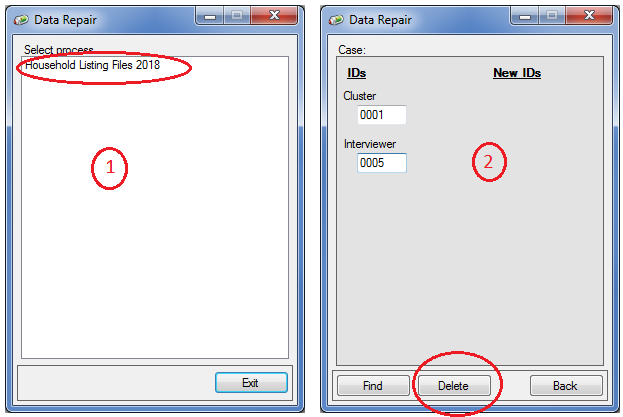 Data Repair
Select process
Household Listing Files 2018
1
Exit
Data Repair
Case:
IDs New IDs
Cluster
0001
Interviewer
0005
2
Find Delete Back